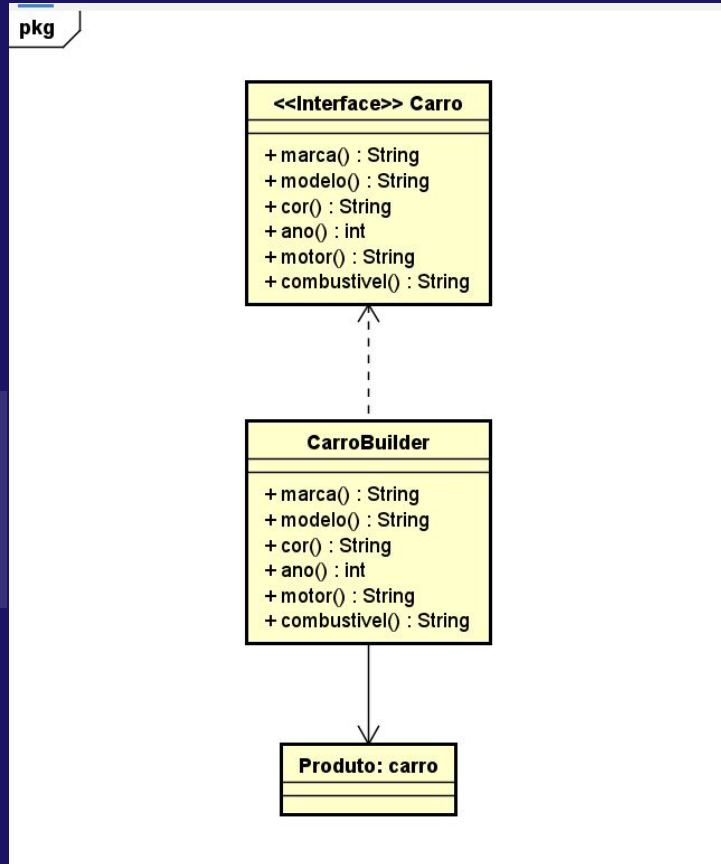 pkg
<<Interface>> Carro
+ marca() : String
+ modelo() : String
+ cor() : String
+ ano() : int
+ motor() : String
+ combustivel() : String
CarroBuilder
+ marca() : String
+ modelo() : String
+ cor() : String
+ ano() : int
+ motor() : String
+ combustivel() : String
Produto: carro